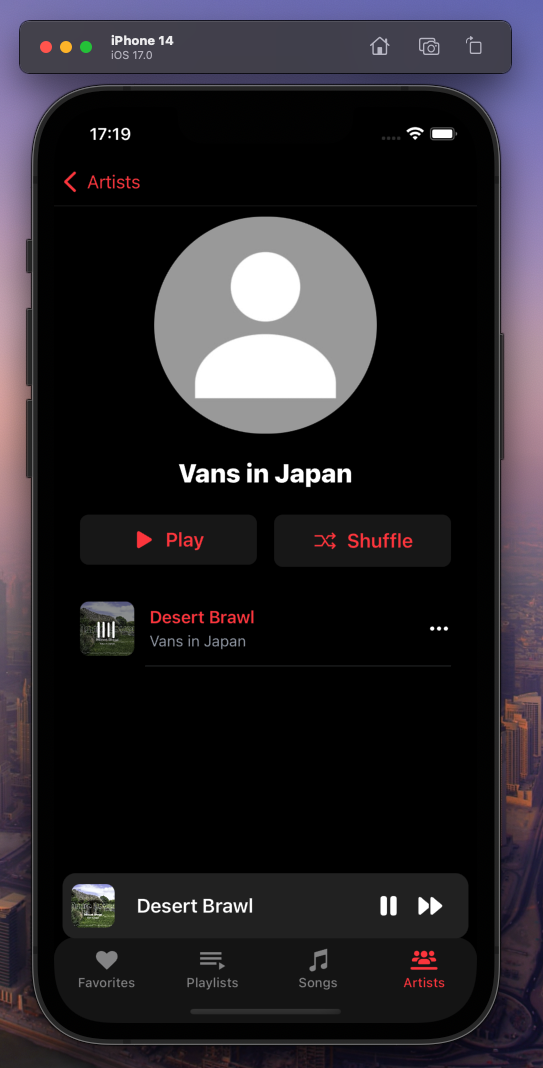 iPhone 14
iOS 17.0
17:19
Artists
Vans in Japan
Play
Shuffle
Desert Brawl
Vans in Japan
Desert Brawl
Favorites
Playlists
Songs
Artists